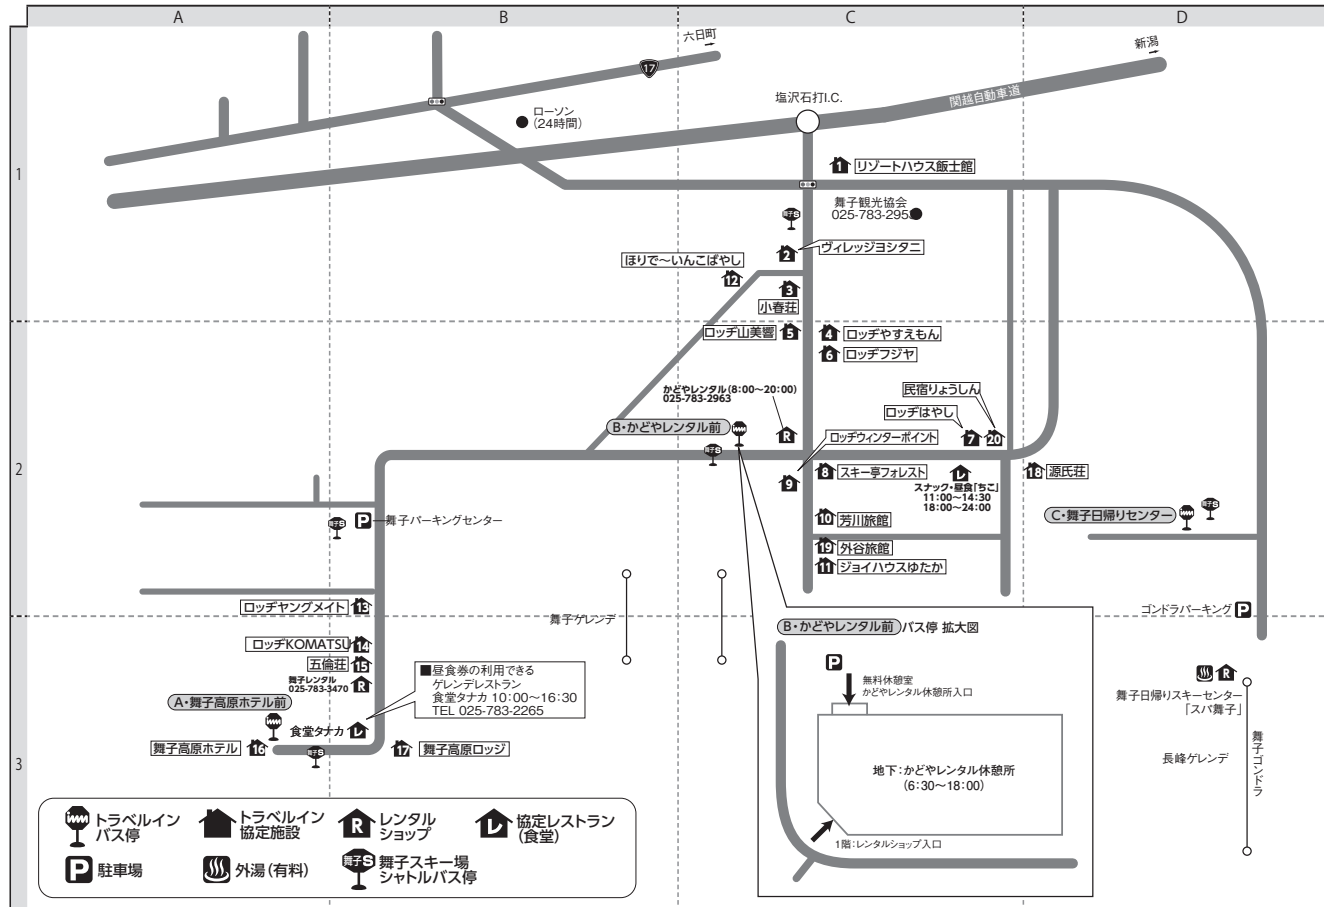 A
B
C
D
1
2
3
六日町
17
新潟
関越自動車道
塩沢石打I.C.
ローソン
(24時間)
1 リゾートハウス飯士館
舞子観光協会
025-783-295
舞子S
2 ヴィレッジヨシタニ
ほりで〜いんこばやし
12
3
小春荘
ロッヂ山美響 5
4 ロッヂやすえもん
6 ロッヂフジヤ
かどやレンタル(8:00〜20:00)
025-783-2963
民宿りょうしん
ロッヂはやし
B・かどやレンタル前
R
ロッヂウィンターポイント
7 20
舞子S
9
8 スキー亭フォレスト
レ
スナック・昼食「ちこ」
11:00〜14:30
18:00〜24:00
18 源氏荘
舞子S
P 舞子パーキングセンター
10 芳川旅館
C・舞子日帰りセンター
舞子S
19 外谷旅館
11 ジョイハウスゆたか
ロッヂヤングメイト 13
舞子ゲレンデ
ゴンドラパーキング P
ロッヂKOMATSU 14
五倫荘 15
舞子レンタル
025-783-3470
R
■昼食券の利用できる
ゲレンデレストラン
食堂タナカ 10:00〜16:30
TEL 025-783-2265
A・舞子高原ホテル前
食堂タナカ レ
舞子高原ホテル 16
舞子S
17 舞子高原ロッジ
B・かどやレンタル前 バス停 拡大図
P
無料休憩室
かどやレンタル休憩所入口
地下:かどやレンタル休憩所
(6:30〜18:00)
1階:レンタルショップ入口
R
舞子日帰りスキーセンター
「スパ舞子」
長峰ゲレンデ
舞子ゴンドラ
トラベルイン
バス停
トラベルイン
協定施設
R レンタル
ショップ
レ 協定レストラン
(食堂)
P 駐車場
外湯(有料)
舞子S 舞子スキー場
シャトルバス停